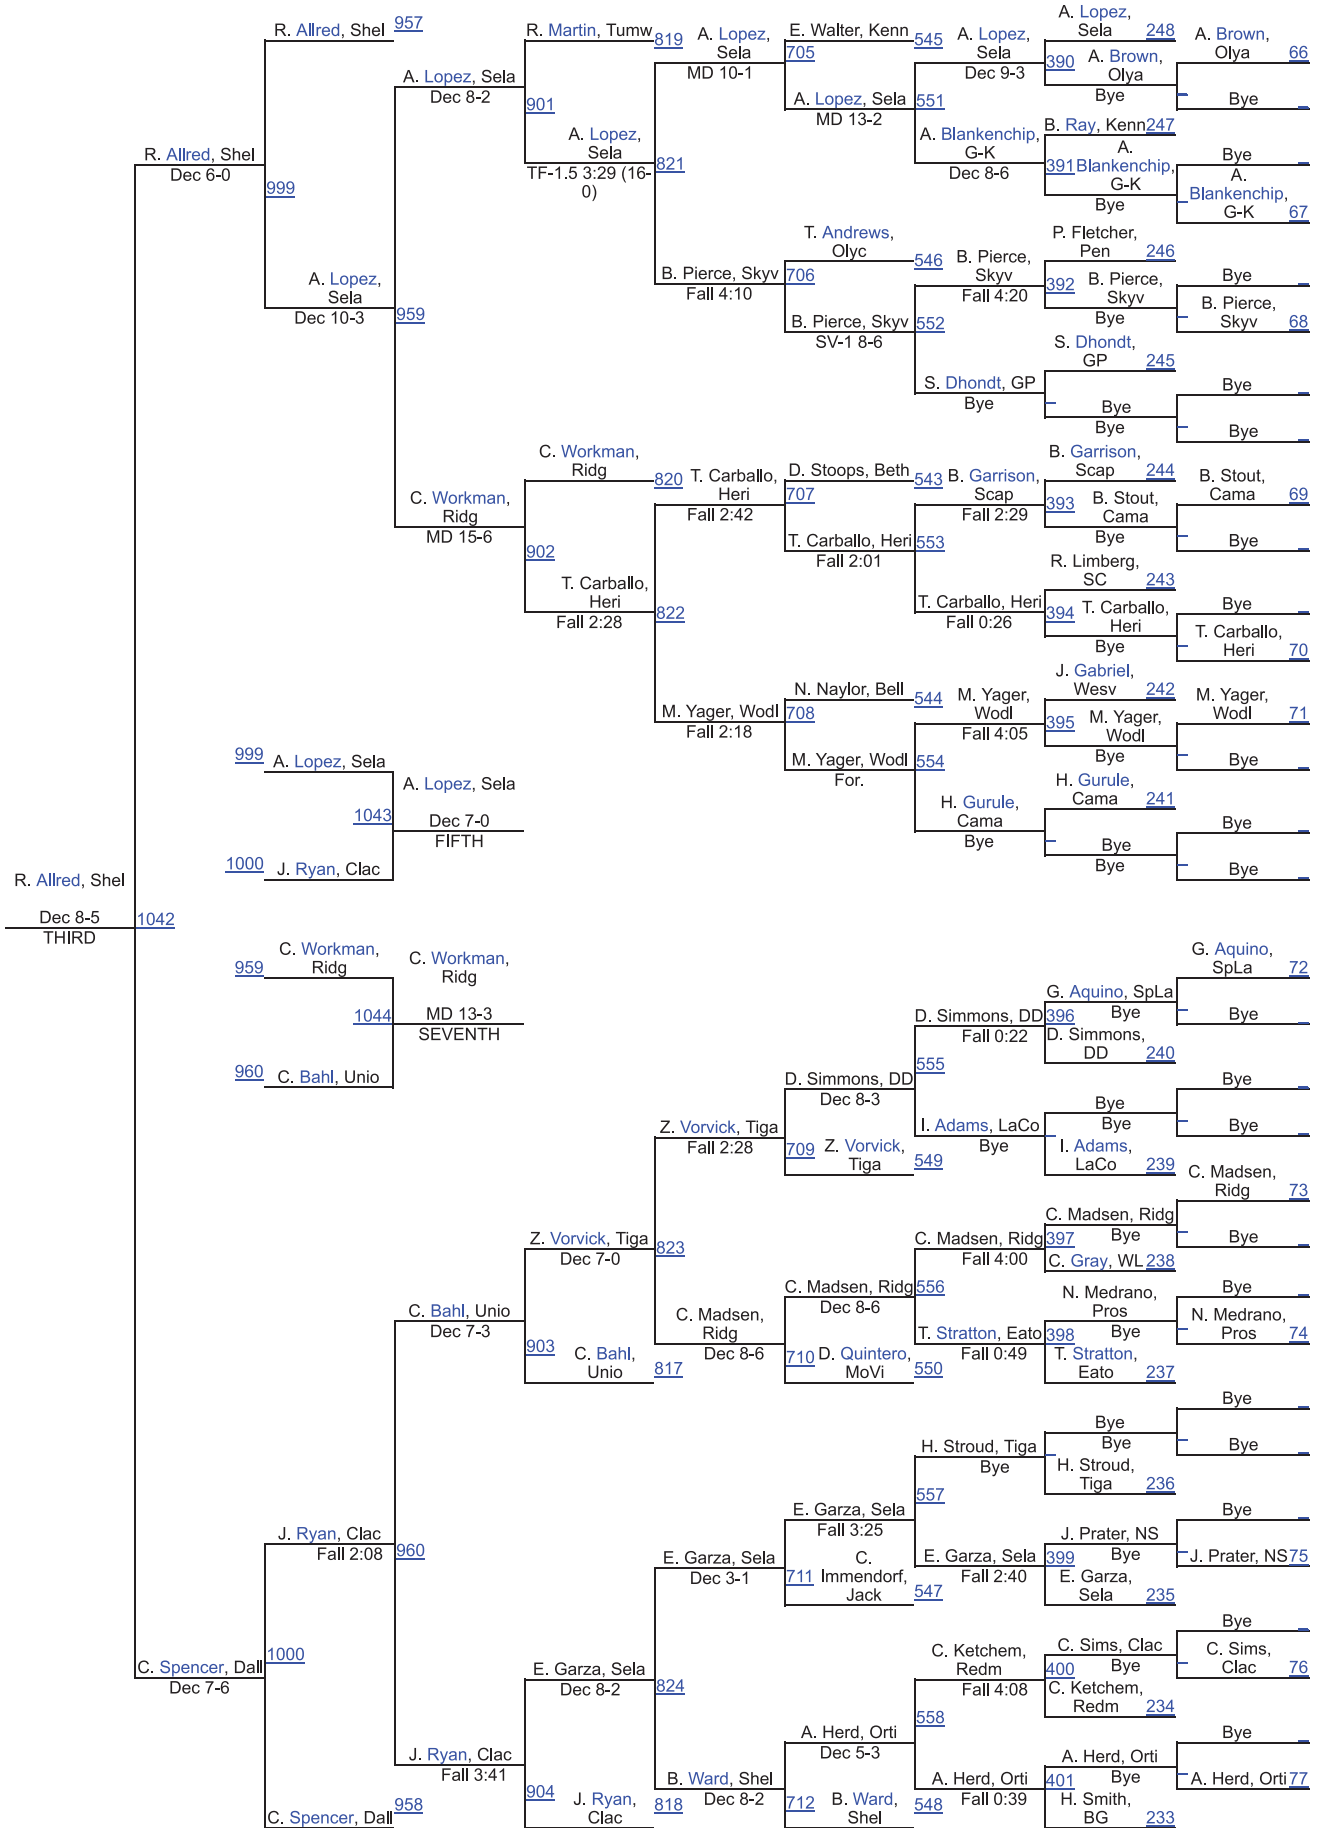 R. Allred, Shel 957
R. Martin, Tumw 819
A. Lopez,
Sela
MD 10-1
E. Walter, Kenn 545
705
A. Lopez,
Sela
Dec 9-3
A. Lopez,
Sela 248
390 A. Brown,
Olya
Bye
A. Brown,
Olya 66
Bye
A. Lopez, Sela
Dec 8-2
901
A. Lopez,
Sela
TF-1.5 3:29 (16-
0)
821
A. Lopez, Sela 551
MD 13-2
A. Blankenchip,
G-K
Dec 8-6
B. Ray, Kenn 247
391 A.
Blankenchip,
G-K
Bye
Bye
A.
Blankenchip,
G-K 67
R. Allred, Shel
Dec 6-0
999
T. Andrews,
Olyc 546
B. Pierce, Skyv 706
Fall 4:10
B. Pierce,
Skyv
Fall 4:20
P. Fletcher,
Pen 246
392 B. Pierce,
Skyv
Bye
Bye
B. Pierce,
Skyv 68
A. Lopez,
Sela
Dec 10-3
959
B. Pierce, Skyv 552
SV-1 8-6
S. Dhondt, GP
Bye
S. Dhondt,
GP 245
Bye
Bye
Bye
Bye
C. Workman,
Ridg 820
T. Carballo,
Heri
Fall 2:42
D. Stoops, Beth 543
707
B. Garrison,
Scap
Fall 2:29
B. Garrison,
Scap 244
393 B. Stout,
Cama
Bye
B. Stout,
Cama 69
Bye
C. Workman,
Ridg
MD 15-6
902
T. Carballo,
Heri
Fall 2:28
822
T. Carballo, Heri 553
Fall 2:01
T. Carballo, Heri
Fall 0:26
R. Limberg,
SC 243
394 T. Carballo,
Heri
Bye
Bye
T. Carballo,
Heri 70
N. Naylor, Bell 544
M. Yager, Wodl 708
Fall 2:18
M. Yager,
Wodl
Fall 4:05
J. Gabriel,
Wesv 242
395 M. Yager,
Wodl
Bye
M. Yager,
Wodl 71
Bye
M. Yager, Wodl 554
For.
H. Gurule,
Cama
Bye
H. Gurule,
Cama 241
Bye
Bye
Bye
Bye
999 A. Lopez, Sela
A. Lopez, Sela
1043 Dec 7-0
FIFTH
1000 J. Ryan, Clac
R. Allred, Shel
Dec 8-5
THIRD
1042
959 C. Workman,
Ridg
C. Workman,
Ridg
1044 MD 13-3
SEVENTH
960 C. Bahl, Unio
G. Aquino,
SpLa 72
G. Aquino, SpLa
Bye
Bye
D. Simmons, DD 396
Fall 0:22
D. Simmons,
DD 240
555
D. Simmons, DD
Dec 8-3
I. Adams, LaCo
Bye
Bye
Bye
I. Adams,
LaCo 239
Bye
Bye
Z. Vorvick, Tiga
Fall 2:28
709 Z. Vorvick,
Tiga 549
C. Madsen,
Ridg 73
C. Madsen, Ridg
Bye
Bye
Z. Vorvick, Tiga 823
Dec 7-0
C. Madsen, Ridg 397
Fall 4:00
C. Gray, WL 238
C. Madsen, Ridg 556
Dec 8-6
N. Medrano,
Pros
Bye
Bye
N. Medrano,
Pros 74
C. Bahl, Unio
Dec 7-3
903 C. Bahl,
Unio 817
C. Madsen,
Ridg
Dec 8-6
710 D. Quintero,
MoVi 550
T. Stratton, Eato 398
Fall 0:49
T. Stratton,
Eato 237
Bye
Bye
Bye
Bye
H. Stroud, Tiga
Bye
H. Stroud,
Tiga 236
557
E. Garza, Sela
Fall 3:25
J. Prater, NS
Bye
Bye
J. Prater, NS 75
J. Ryan, Clac
Fall 2:08
960
E. Garza, Sela
Dec 3-1
711 C.
Immendorf,
Jack 547
E. Garza, Sela 399
Fall 2:40
E. Garza,
Sela 235
C. Spencer, Dall
Dec 7-6
1000
E. Garza, Sela
Dec 8-2
824
C. Ketchem,
Redm
Fall 4:08
C. Sims, Clac
400 Bye
C. Ketchem,
Redm 234
Bye
C. Sims,
Clac 76
558
A. Herd, Orti
Dec 5-3
J. Ryan, Clac
Fall 3:41
B. Ward, Shel
Dec 8-2
A. Herd, Orti 401
Fall 0:39
A. Herd, Orti
Bye
Bye
A. Herd, Orti 77
C. Spencer, Dall 958
904 J. Ryan,
Clac 818
712 B. Ward,
Shel 548
H. Smith,
BG 233